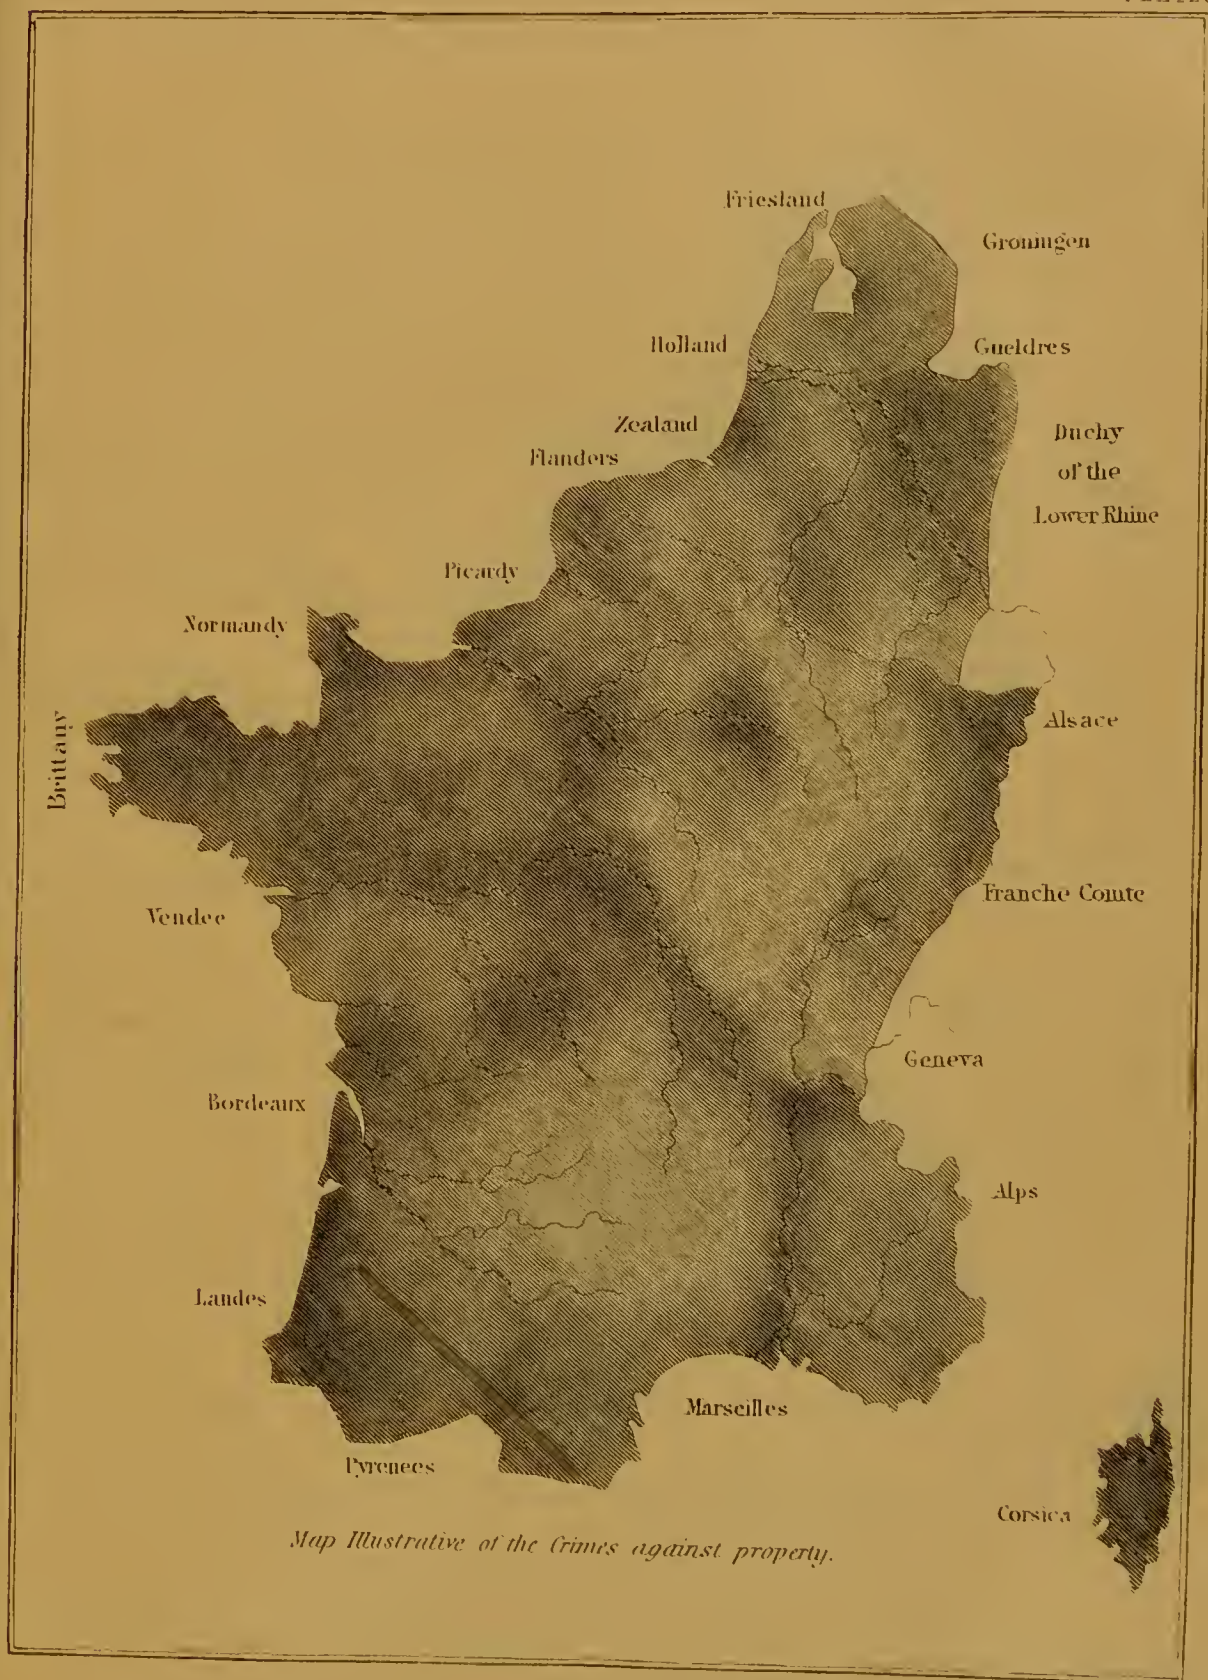 Friesland
Groningen
Holland
Gueldres
Zealand
Flanders
Duchy
of the
Lower Rhine
Picardy
Normandy
Brittany
Alsace
Franche Comte
Vendee
Geneva
Bordeaux
Alps
Landes
Marseilles
Pyrenees
Corsica
Map Illustrative of the Crimes against property.